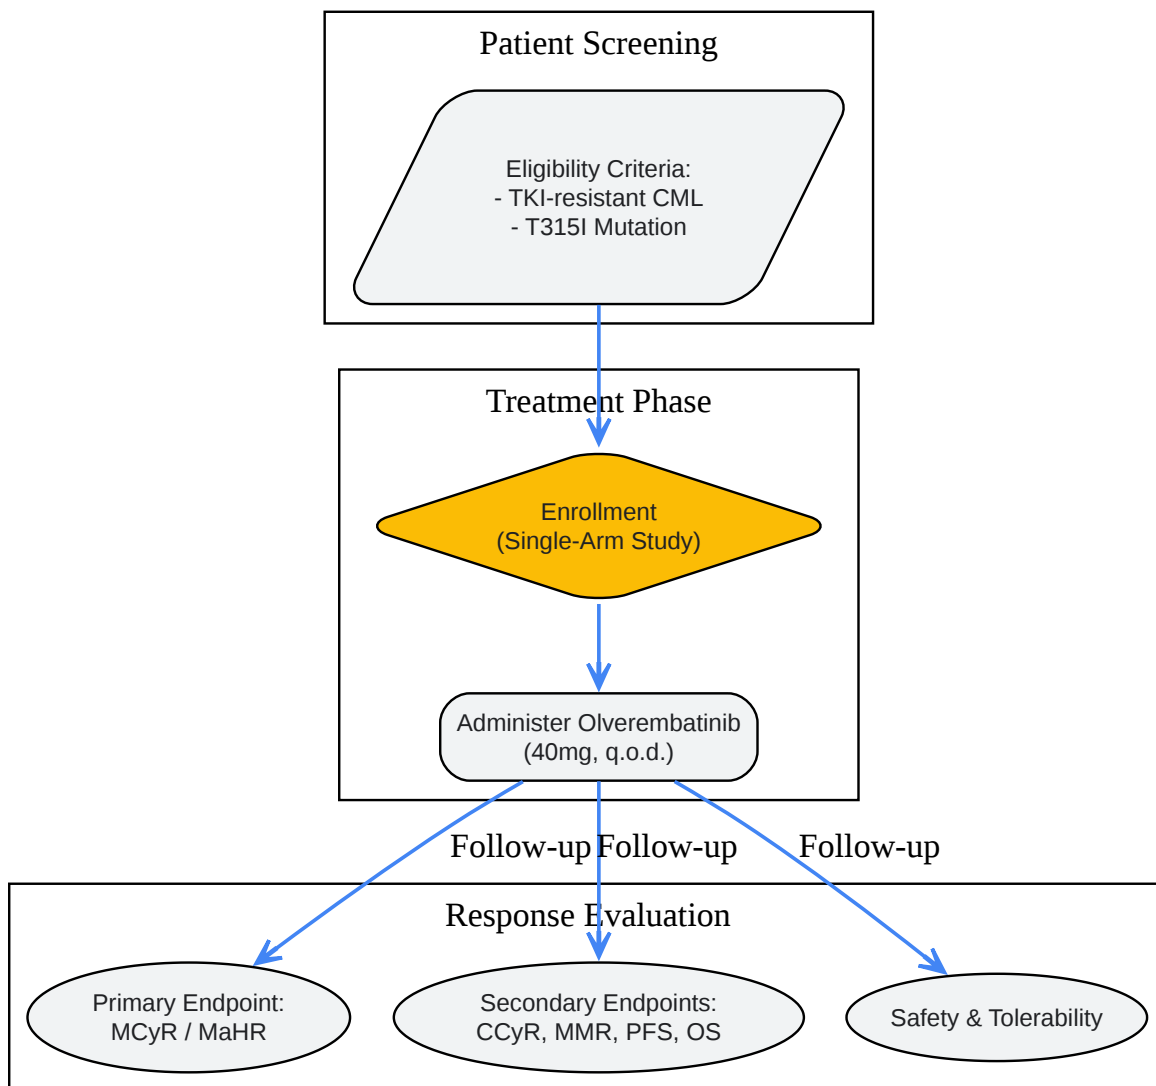 Patient Screening
Eligibility Criteria:
- TKI-resistant CML
- T315I Mutation
Treatment Phase
Enrollment
(Single-Arm Study)
Administer Olverembatinib
(40mg, q.o.d.)
Follow-up
Follow-up
Follow-up
Response Evaluation
Primary Endpoint:
MCyR / MaHR
Secondary Endpoints:
CCyR, MMR, PFS, OS
Safety & Tolerability